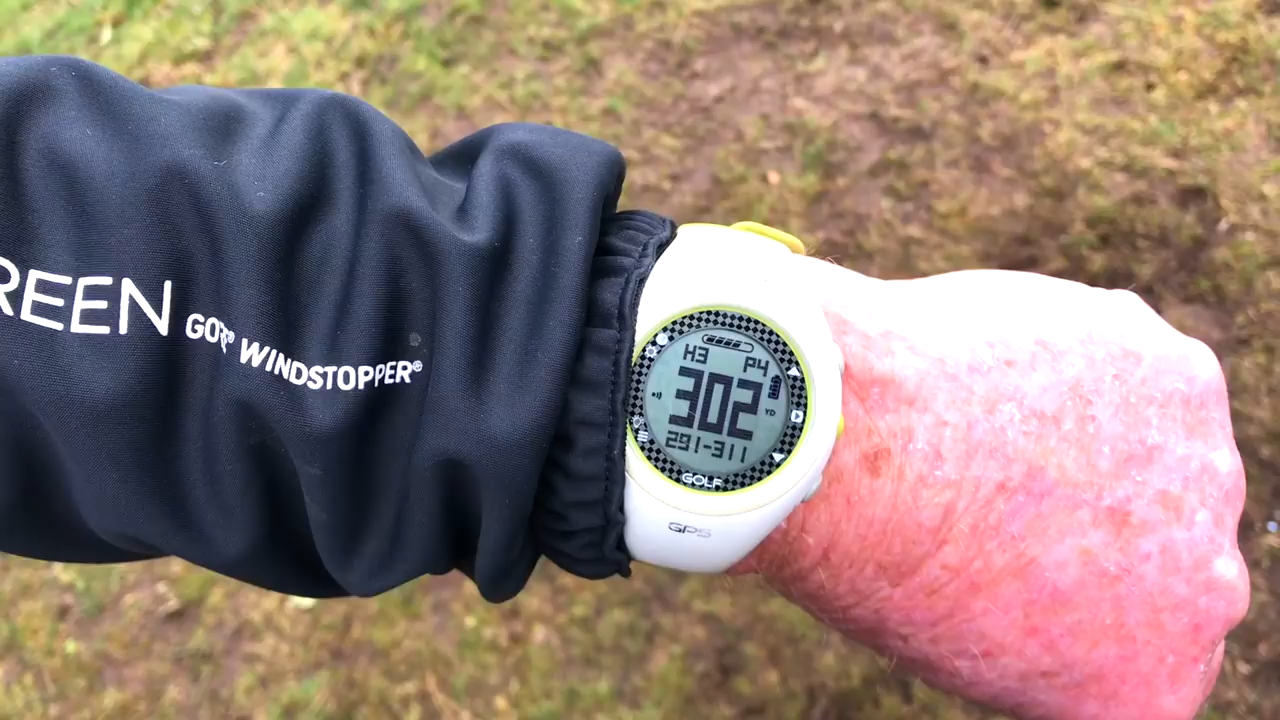 REEN GORE® WINDSTOPPER®
H3 P4
302 YD
291-311
GOLF
GPS